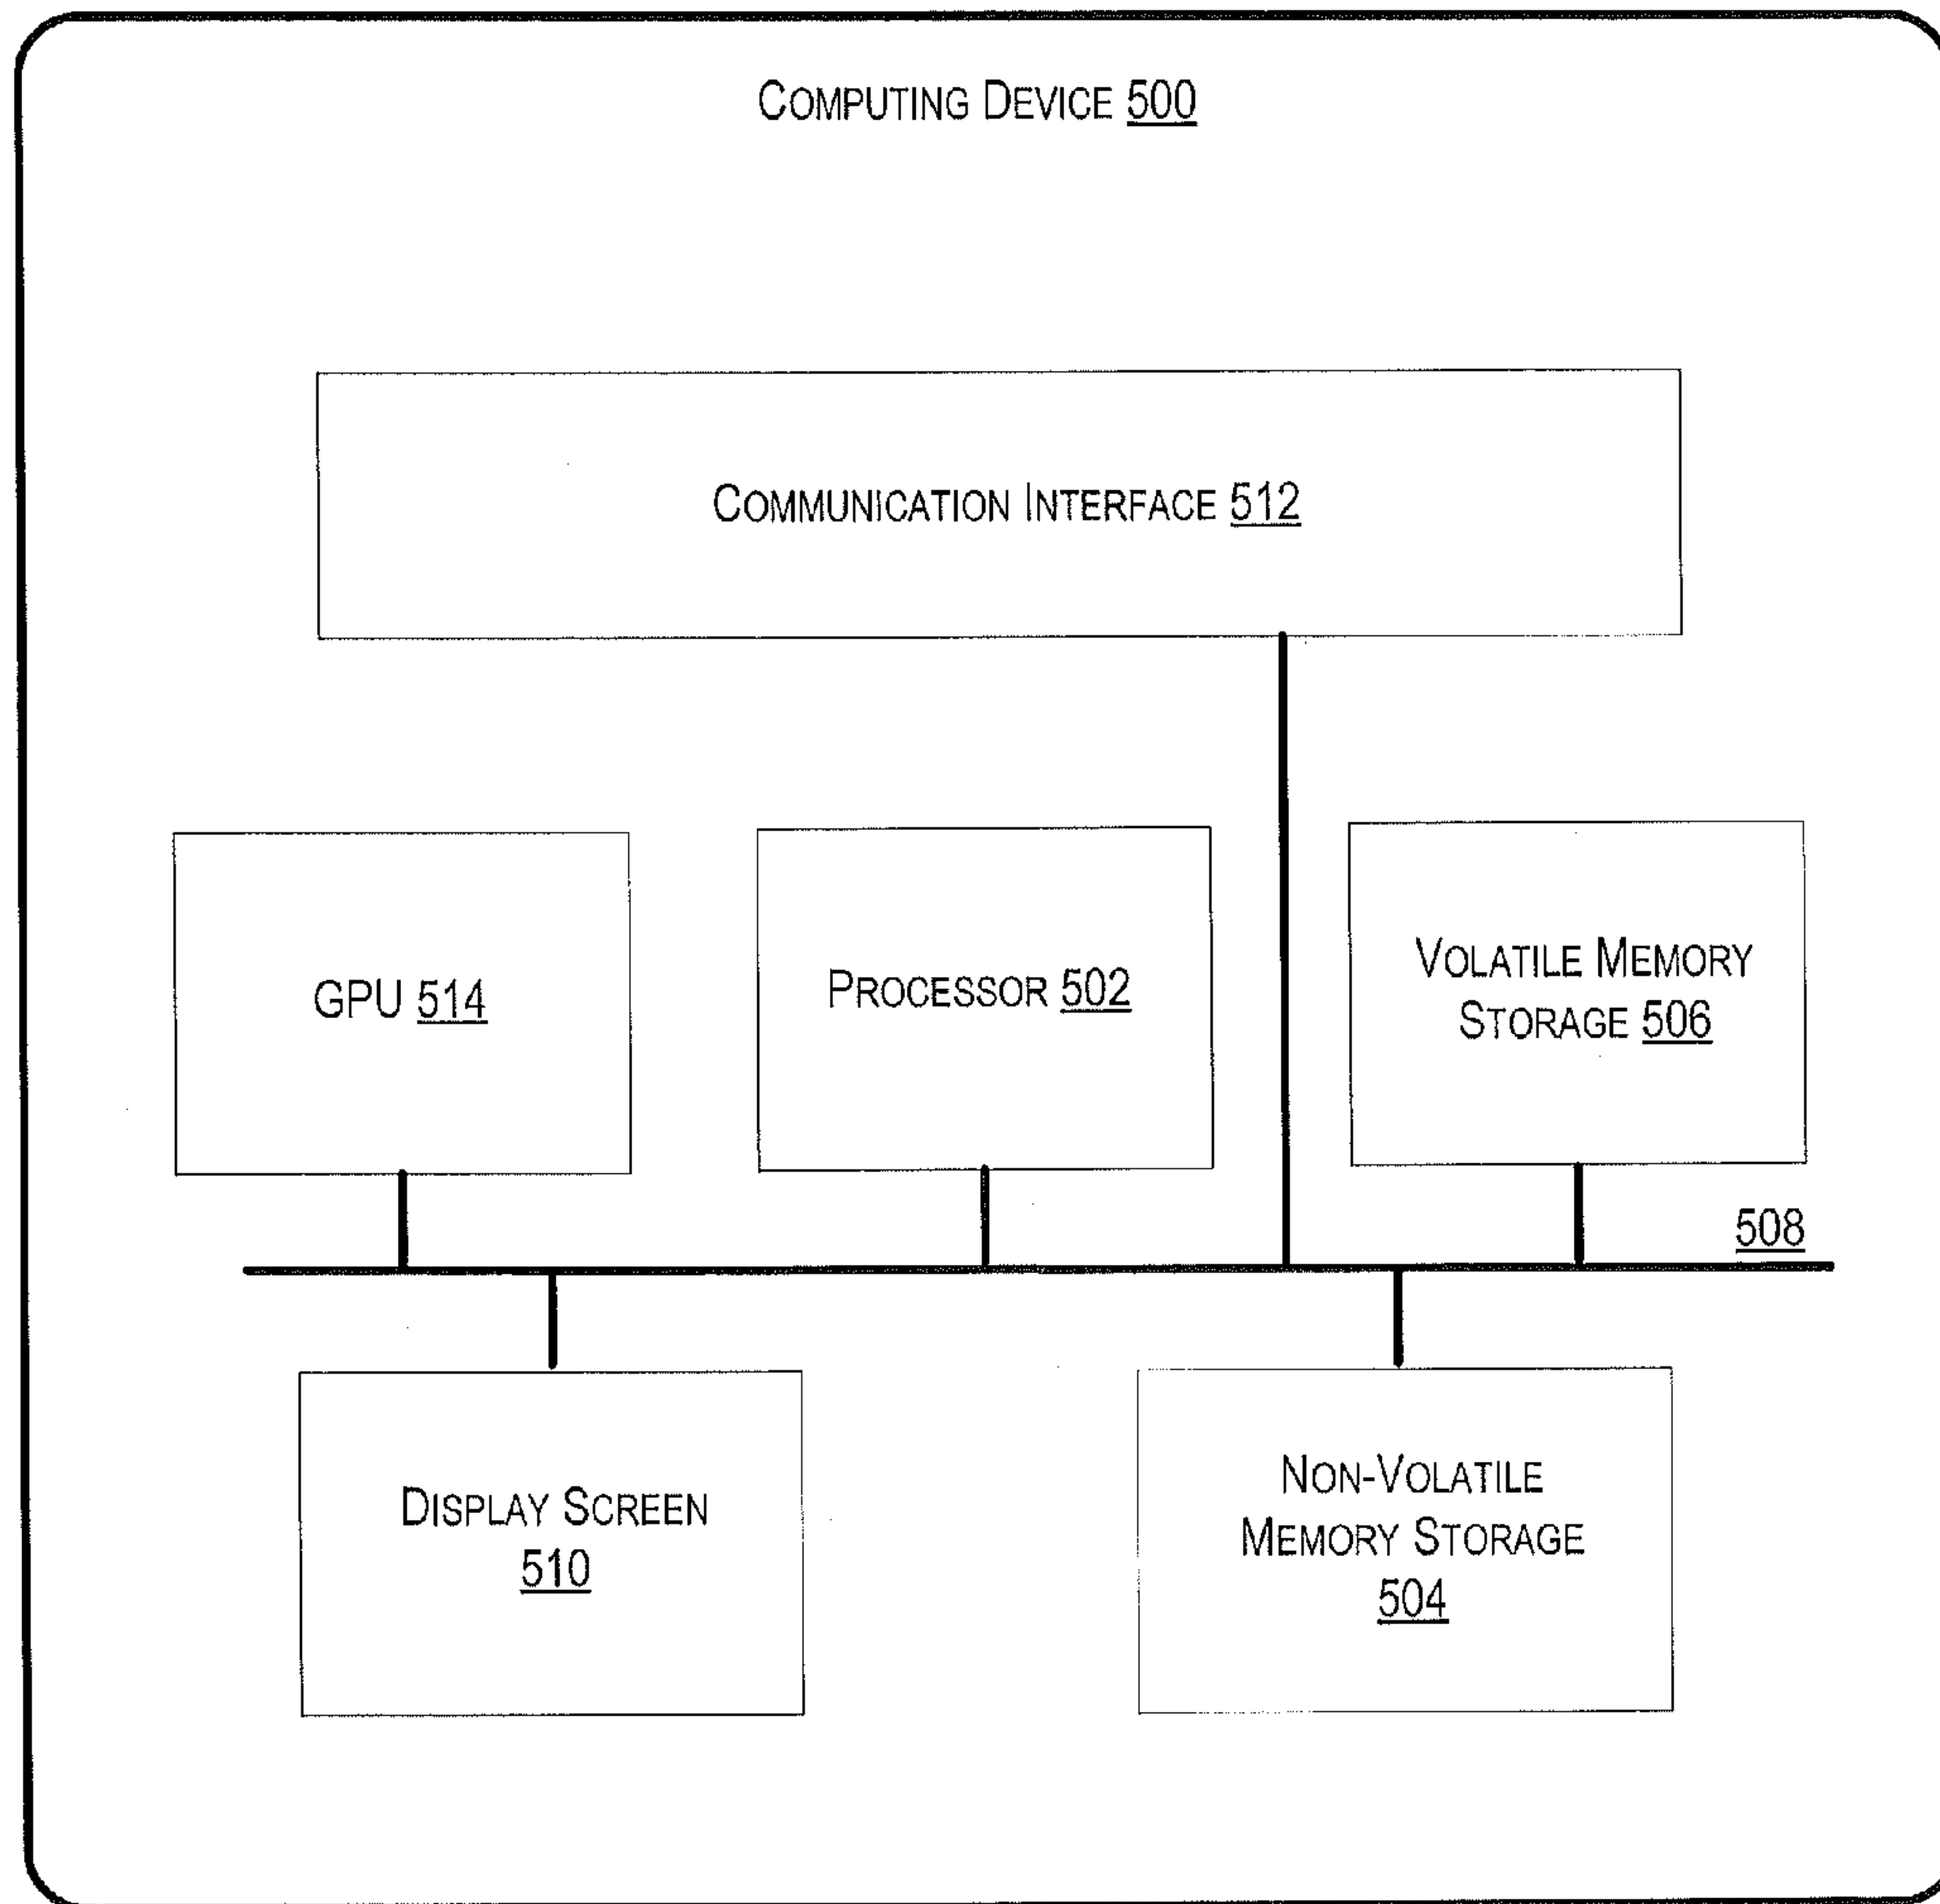 COMPUTING DEVICE 500
COMMUNICATION INTERFACE 512
GPU 514
PROCESSOR 502
VOLATILE MEMORY
STORAGE 506
508
DISPLAY SCREEN
510
NON-VOLATILE
MEMORY STORAGE
504